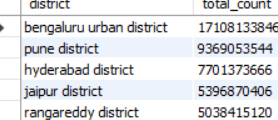 district total_count
bengaluru urban district 17108133846
pune district 9369053544
hyderabad district 7701373666
jaipur district 5396870406
rangareddy district 5038415120